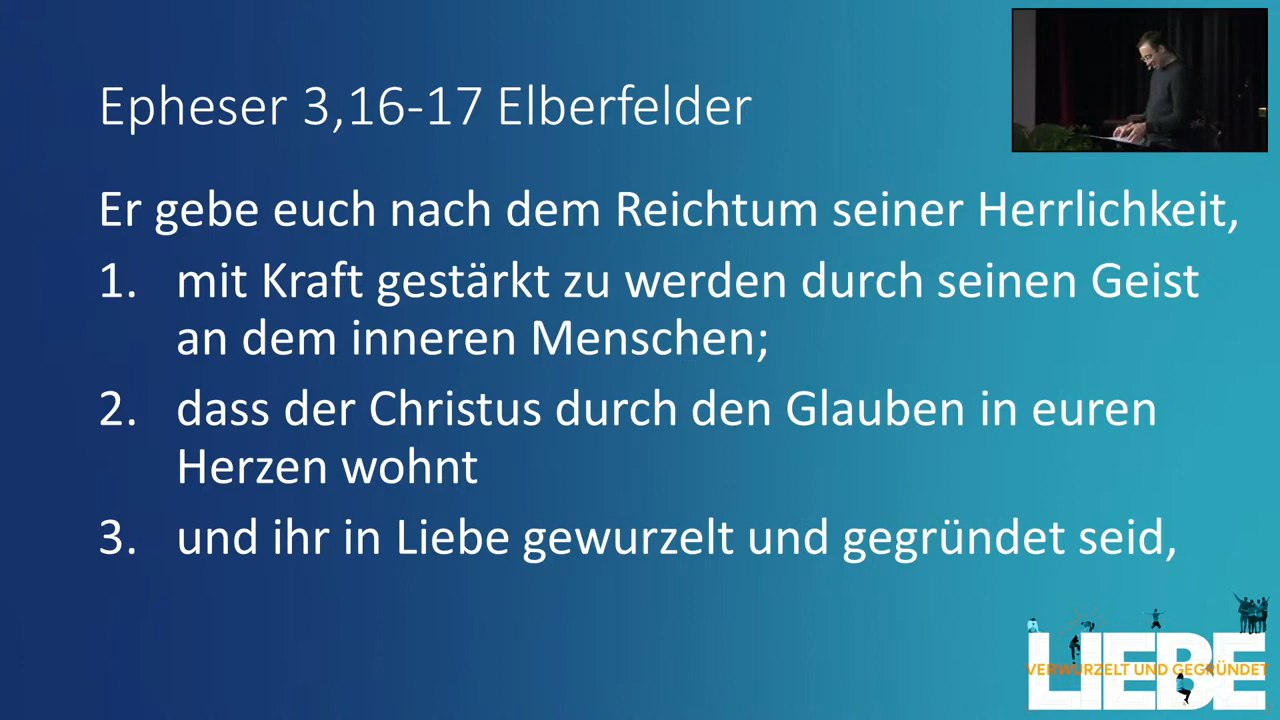 Epheser 3,16-17 Elberfelder
Er gebe euch nach dem Reichtum seiner Herrlichkeit,
1. mit Kraft gestärkt zu werden durch seinen Geist
an dem inneren Menschen;
2. dass der Christus durch den Glauben in euren
Herzen wohnt
3. und ihr in Liebe gewurzelt und gegründet seid,
LIEBE
VERWURZELT UND GEGRÜNDET